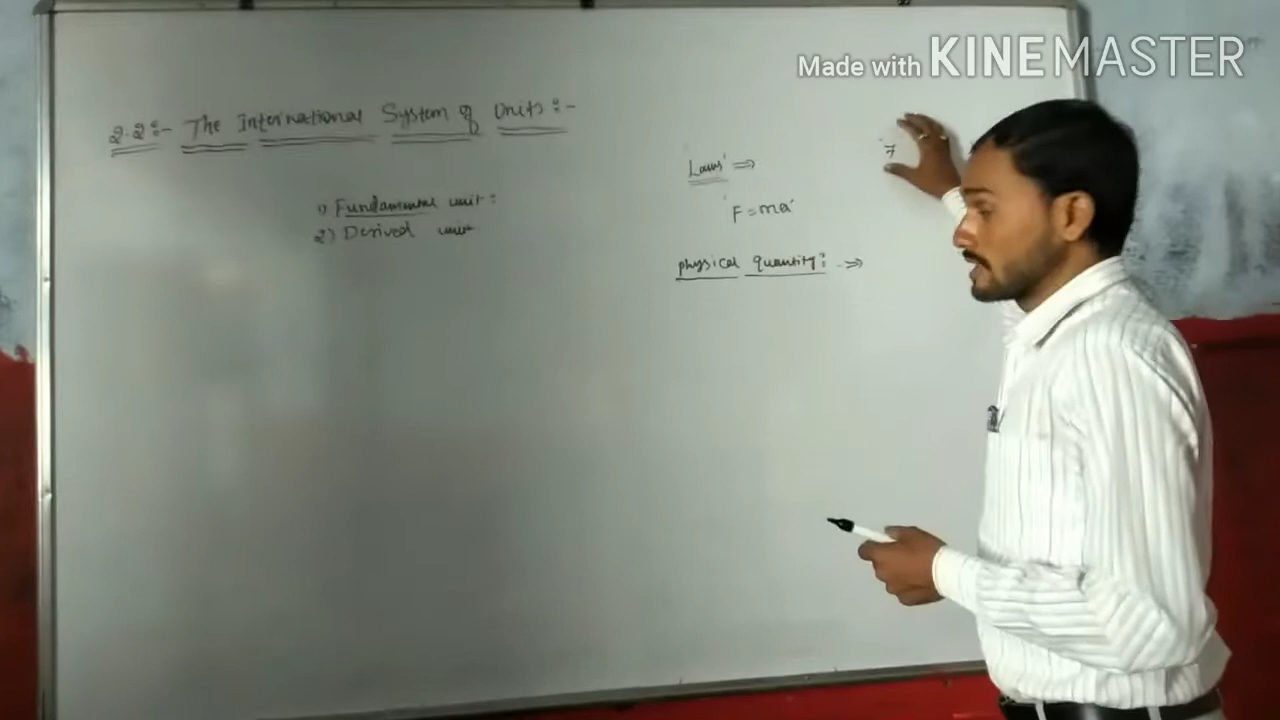 Made with KINEMASTER
2.2:- The International System of Units:-
1) Fundamental unit:
2) Derived unit
7
Laws ⇒
F = ma
physical quantity: ->>